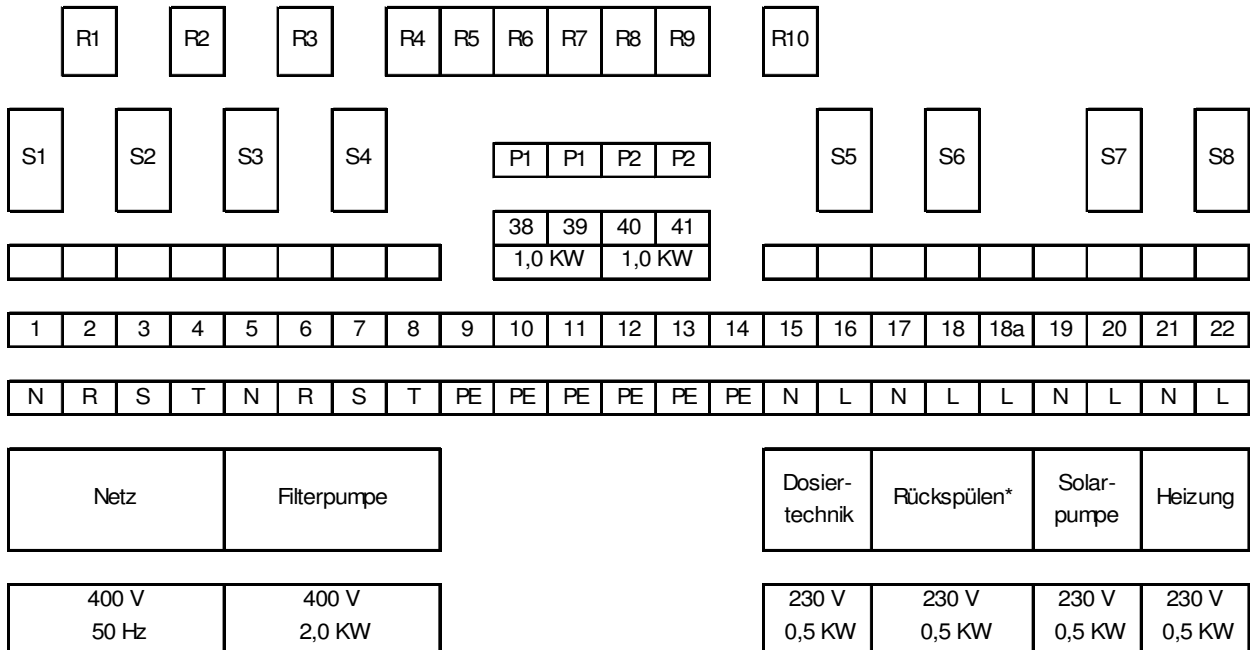 R1 R2 R3 R4 R5 R6 R7 R8 R9 R10
S1 S2 S3 S4 P1 P1 P2 P2 S5 S6 S7 S8
38 39 40 41
1,0 KW 1,0 KW
1 2 3 4 5 6 7 8 9 10 11 12 13 14 15 16 17 18 18a 19 20 21 22
N R S T N R S T PE PE PE PE PE PE N L N L L N L N L
Netz
Filterpumpe
Dosier-
technik
Rückspülen*
Solar-
pumpe
Heizung
400 V
50 Hz
400 V
2,0 KW
230 V
0,5 KW
230 V
0,5 KW
230 V
0,5 KW
230 V
0,5 KW